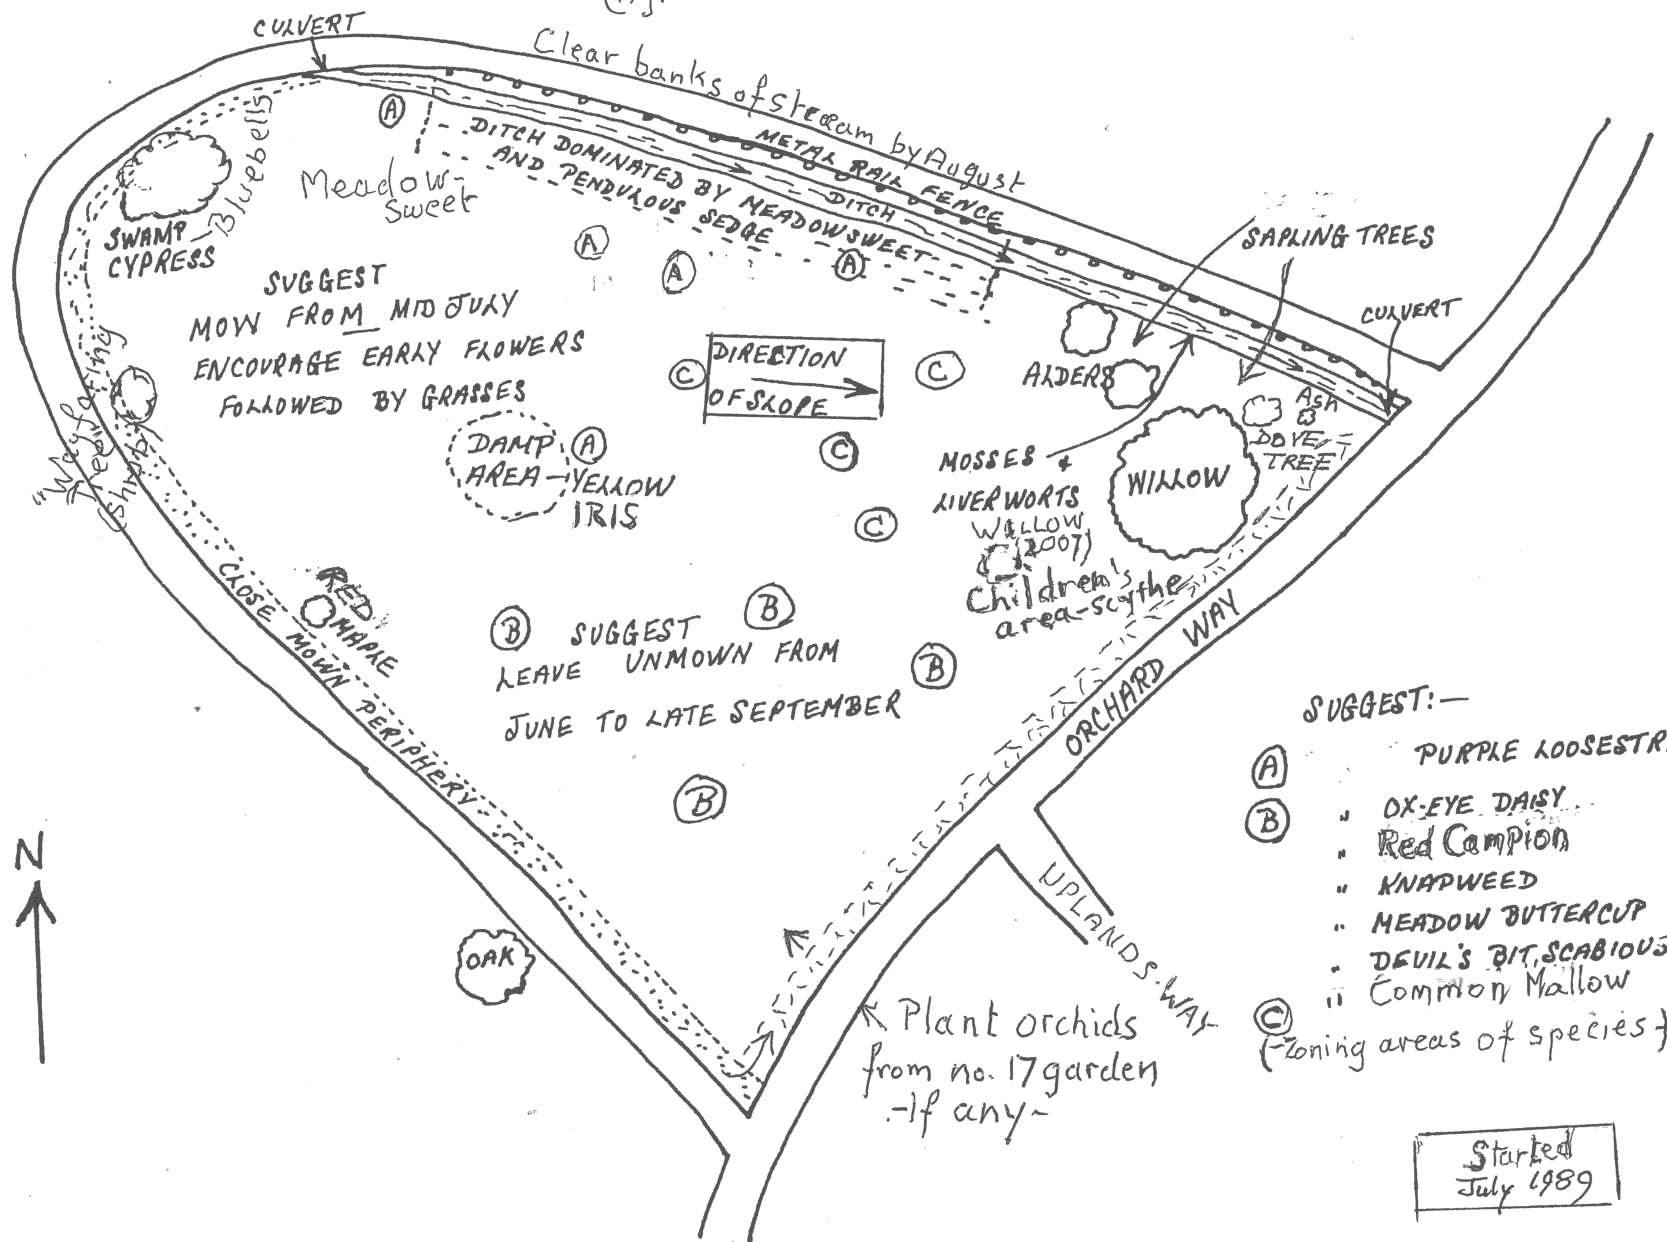 CULVERT
Clear banks of stream by August
METAL RAIL FENCE
DITCH
A
DITCH DOMINATED BY MEADOWSWEET
AND PENDULOUS SEDGE
Bluebells
Meadow-
Sweet
SWAMP
CYPRESS
A
A
A
SAPLING TREES
CULVERT
SUGGEST
MOW FROM MID JULY
ENCOURAGE EARLY FLOWERS
FOLLOWED BY GRASSES
DIRECTION
OF SLOPE
C
C
ALDERS
Ash
DOVE
TREE
"Wayfaring
Tree"
(shrub)
DAMP
AREA
A
YELLOW
IRIS
C
C
MOSSES +
LIVERWORTS
WILLOW
WILLOW
(2007)
Children's
area-scythe
RED
MAPLE
CLOSE MOWN PERIPHERY
B
B
B
B
SUGGEST
LEAVE UNMOWN FROM
JUNE TO LATE SEPTEMBER
ORCHARD WAY
UPLANDS WAY
N
OAK
Plant orchids
from no. 17 garden
-If any-
SUGGEST:-
A PURPLE LOOSESTR
B " OX-EYE DAISY
" Red Campion
" KNAPWEED
" MEADOW BUTTERCUP
" DEVIL'S BIT, SCABIOUS
" Common Mallow
C
(-Zoning areas of species-)
Started
July 1989